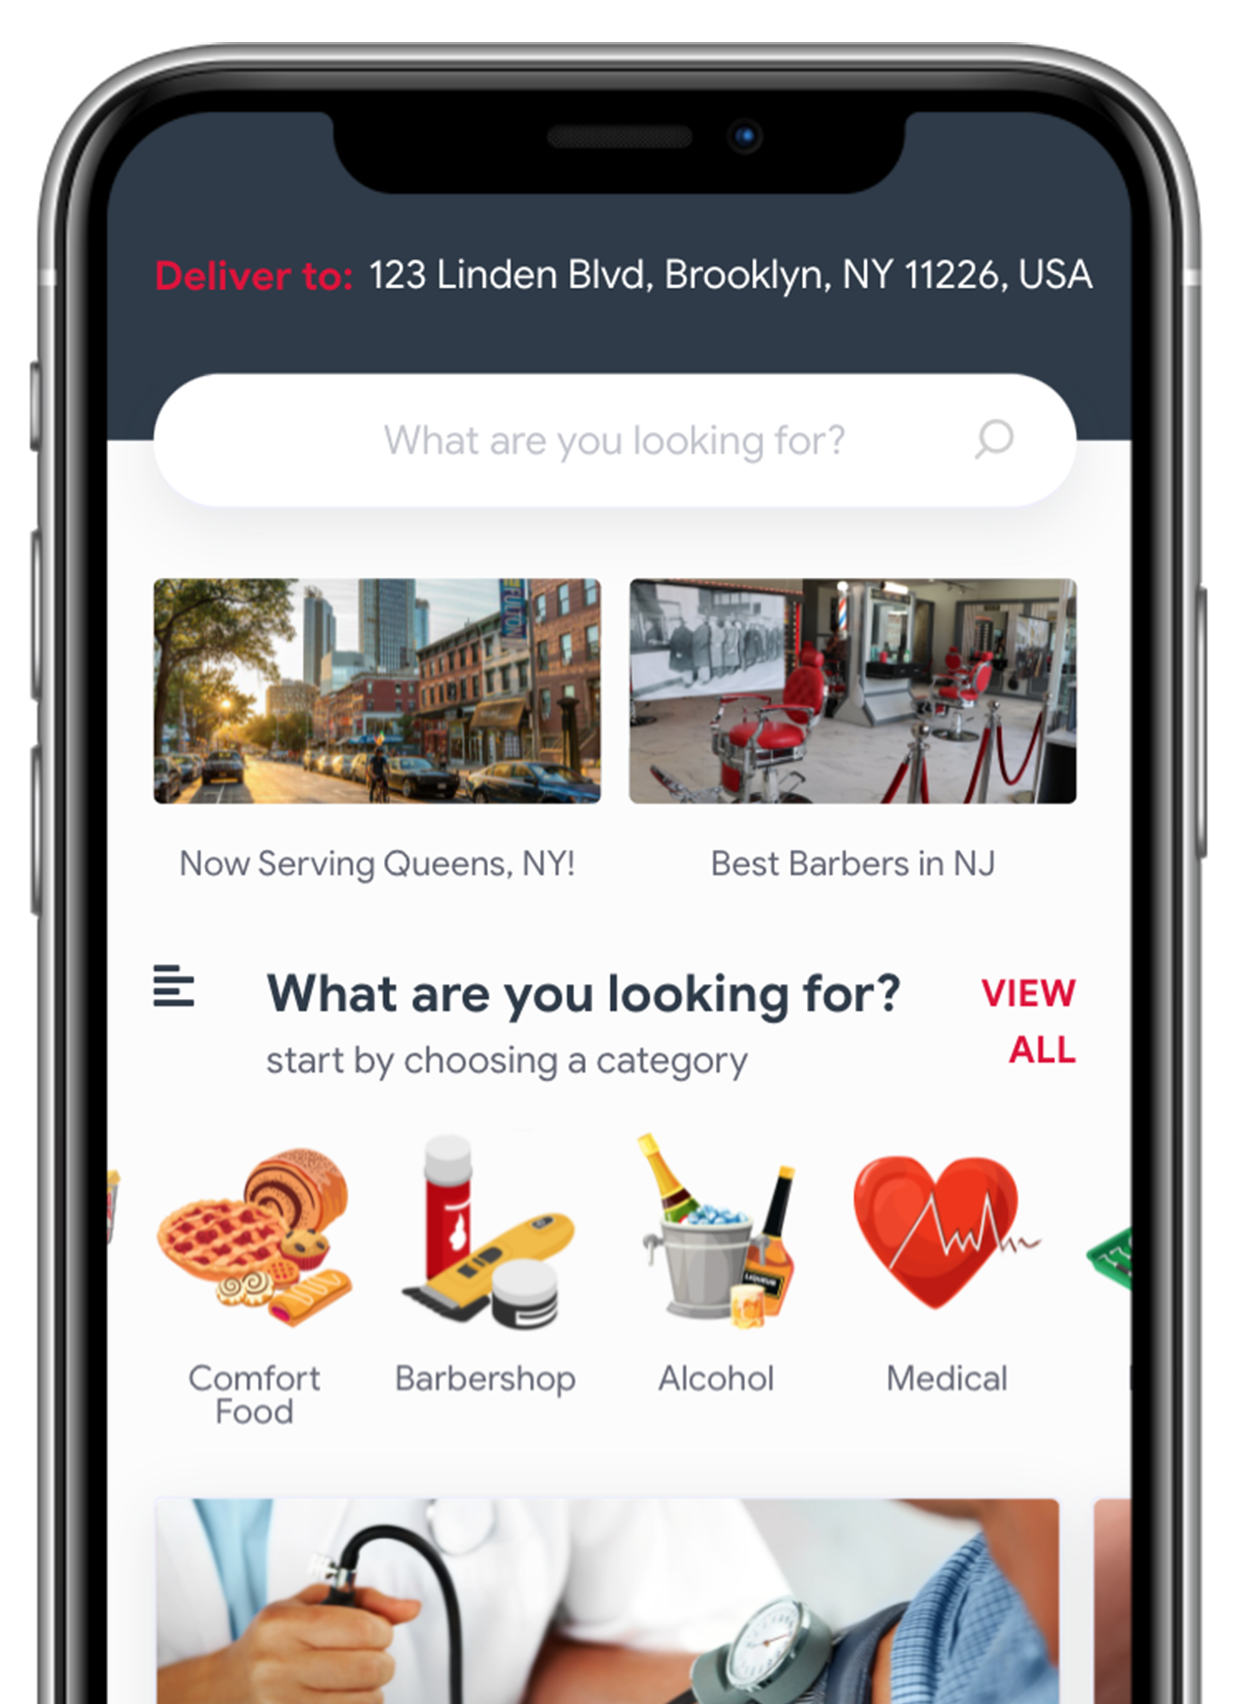 Deliver to: 123 Linden Blvd, Brooklyn, NY 11226, USA
What are you looking for?
FULTON
Now Serving Queens, NY!
Best Barbers in NJ
What are you looking for?
VIEW
start by choosing a category
ALL
LIQUEUR
Comfort
Food
Barbershop
Alcohol
Medical